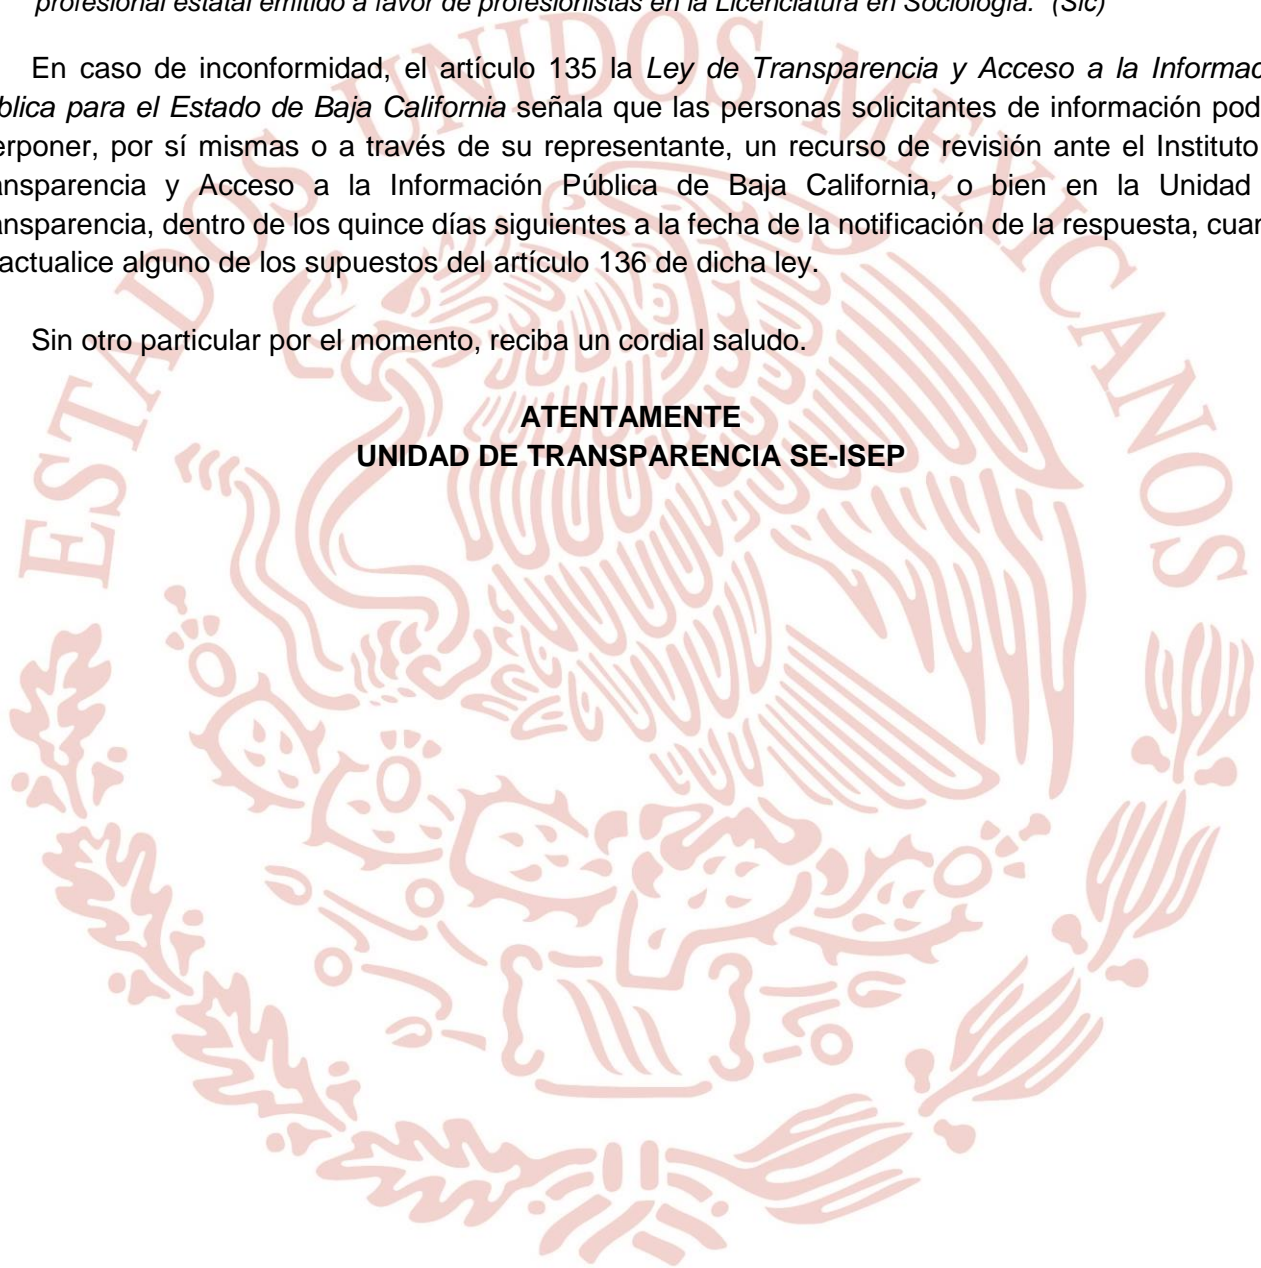 profesional estatal emitido a favor de profesionistas en la Licenciatura en Sociología." (Sic)
En caso de inconformidad, el artículo 135 la Ley de Transparencia y Acceso a la Informac
blica para el Estado de Baja California señala que las personas solicitantes de información pod
erponer, por sí mismas o a través de su representante, un recurso de revisión ante el Instituto
ansparencia y Acceso a la Información Pública de Baja California, o bien en la Unidad
ansparencia, dentro de los quince días siguientes a la fecha de la notificación de la respuesta, cuan
actualice alguno de los supuestos del artículo 136 de dicha ley.
Sin otro particular por el momento, reciba un cordial saludo.
ATENTAMENTE
UNIDAD DE TRANSPARENCIA SE-ISEP
ESTADOS UNIDOS MEXICANOS